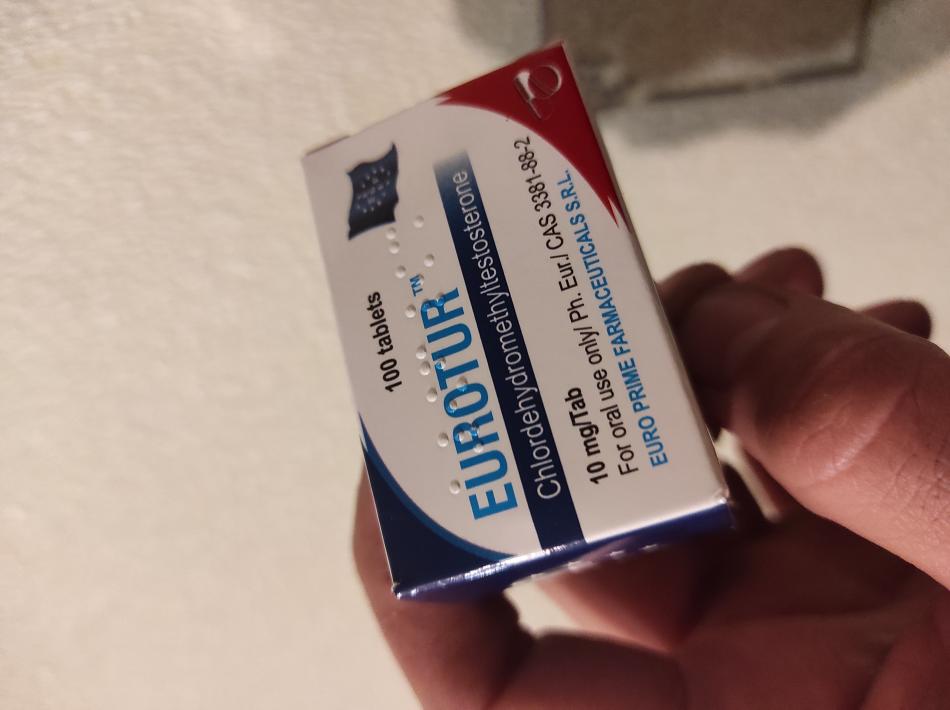 100 tablets
EUROTUR™
Chlordehydromethyltestosterone
10 mg/Tab
For oral use only/ Ph. Eur./ CAS 3381-88-2
EURO PRIME FARMACEUTICALS S.R.L.